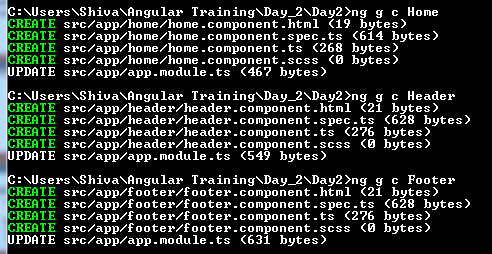 C:\Users\Shiva\Angular Training\Day_2\Day2>ng g c Home
CREATE src/app/home/home.component.html (19 bytes)
CREATE src/app/home/home.component.spec.ts (614 bytes)
CREATE src/app/home/home.component.ts (268 bytes)
CREATE src/app/home/home.component.scss (0 bytes)
UPDATE src/app/app.module.ts (467 bytes)
C:\Users\Shiva\Angular Training\Day_2\Day2>ng g c Header
CREATE src/app/header/header.component.html (21 bytes)
CREATE src/app/header/header.component.spec.ts (628 bytes)
CREATE src/app/header/header.component.ts (276 bytes)
CREATE src/app/header/header.component.scss (0 bytes)
UPDATE src/app/app.module.ts (549 bytes)
C:\Users\Shiva\Angular Training\Day_2\Day2>ng g c Footer
CREATE src/app/footer/footer.component.html (21 bytes)
CREATE src/app/footer/footer.component.spec.ts (628 bytes)
CREATE src/app/footer/footer.component.ts (276 bytes)
CREATE src/app/footer/footer.component.scss (0 bytes)
UPDATE src/app/app.module.ts (631 bytes)